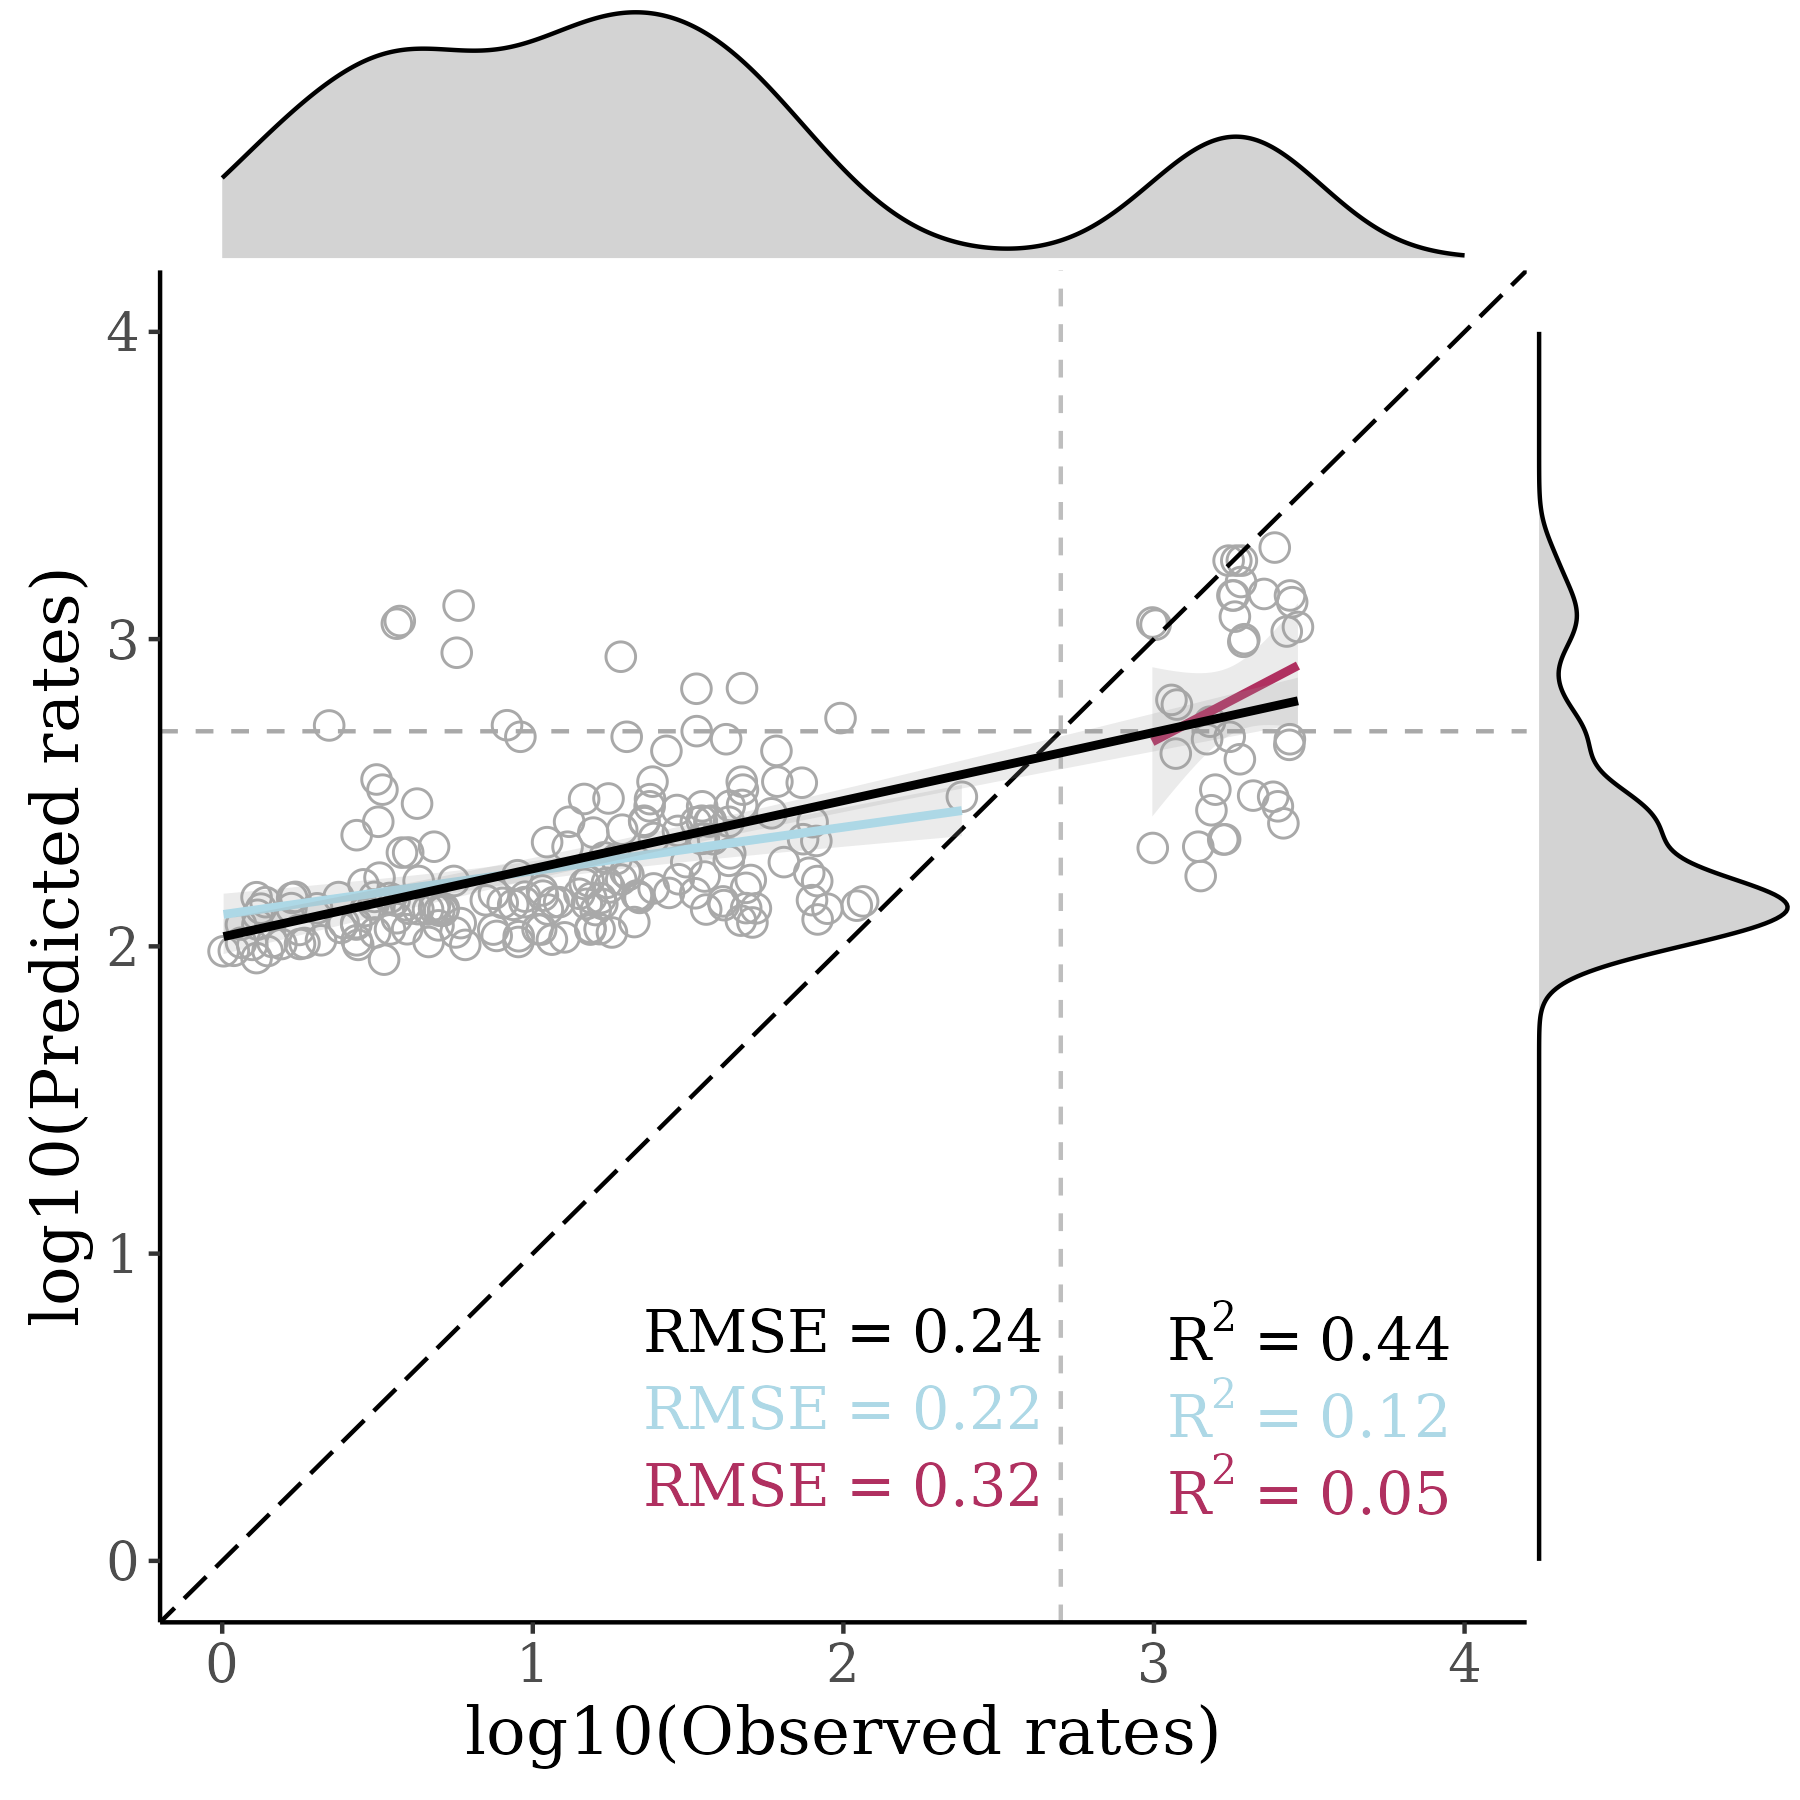 4
3
2
1
0
log10(Predicted rates)
RMSE = 0.24
R² = 0.44
RMSE = 0.22
R² = 0.12
RMSE = 0.32
R² = 0.05
0 1 2 3 4
log10(Observed rates)